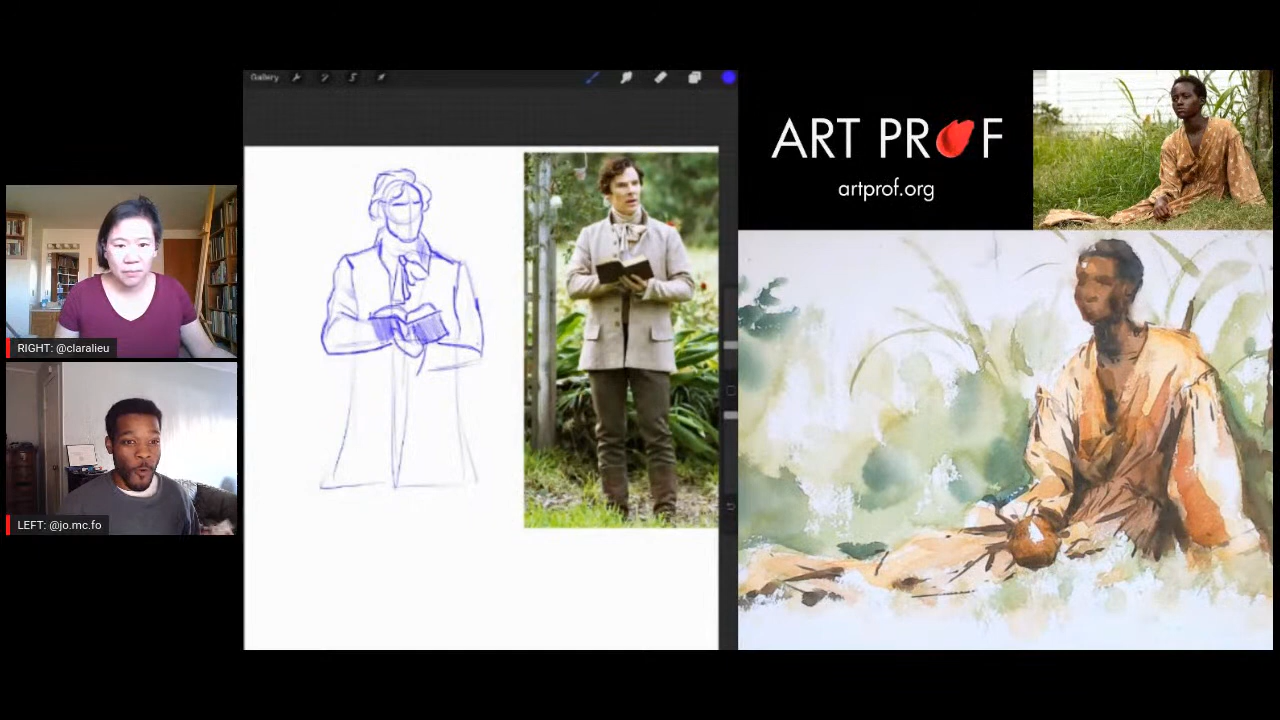 Gallery
ART PROF
artprof.org
RIGHT: @claralieu
LEFT: @jo.mc.fo